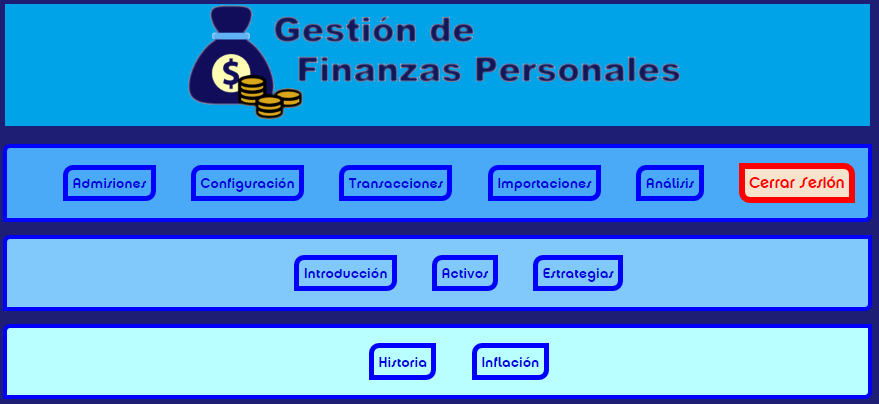 Gestión de
Finanzas Personales
$
Admisiones Configuración Transacciones Importaciones Análisis Cerrar Sesión
Introducción Activos Estrategias
Historia Inflación